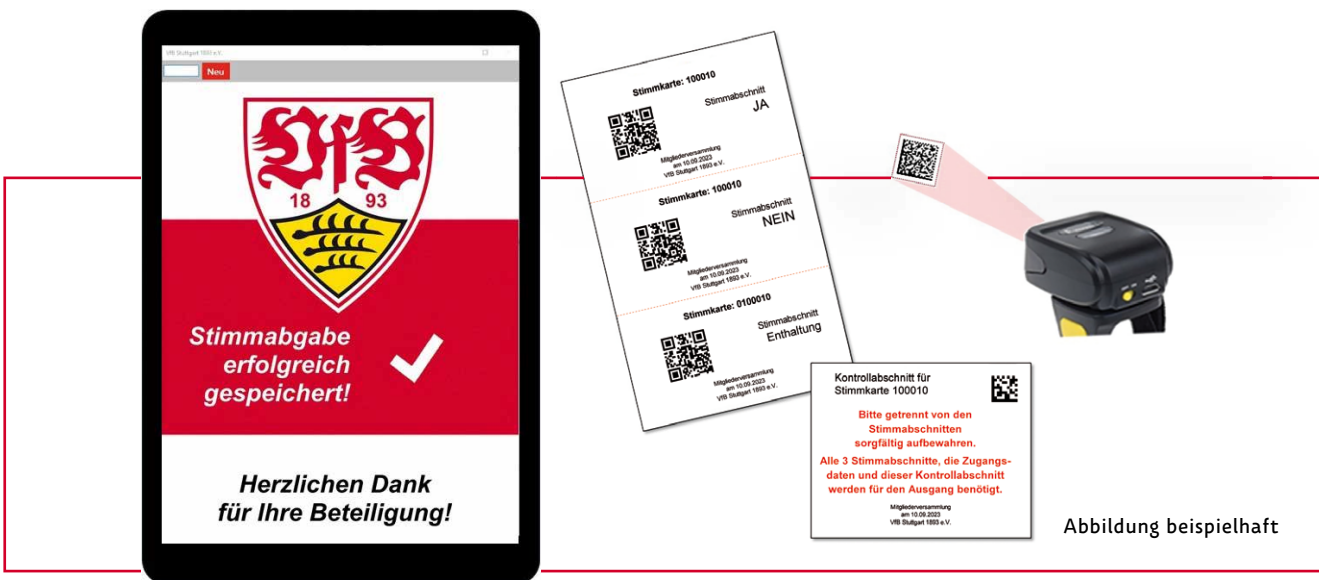 VfB Stuttgart 1893 e.V.
Neu
VfB
18 93
Stimmabgabe
erfolgreich
gespeichert!
Herzlichen Dank
für Ihre Beteiligung!
Stimmkarte: 100010
Stimmabschnitt
JA
Mitgliederversammlung
am 10.09.2023
VfB Stuttgart 1893 e.V.
Stimmkarte: 100010
Stimmabschnitt
NEIN
Mitgliederversammlung
am 10.09.2023
VfB Stuttgart 1893 e.V.
Stimmkarte: 0100010
Stimmabschnitt
Enthaltung
Mitgliederversammlung
am 10.09.2023
VfB Stuttgart 1893 e.V.
Kontrollabschnitt für
Stimmkarte 100010
Bitte getrennt von den
Stimmabschnitten
sorgfältig aufbewahren.
Alle 3 Stimmabschnitte, die Zugangs-
daten und dieser Kontrollabschnitt
werden für den Ausgang benötigt.
Mitgliederversammlung
am 10.09.2023
VfB Stuttgart 1893 e.V.
Abbildung beispielhaft